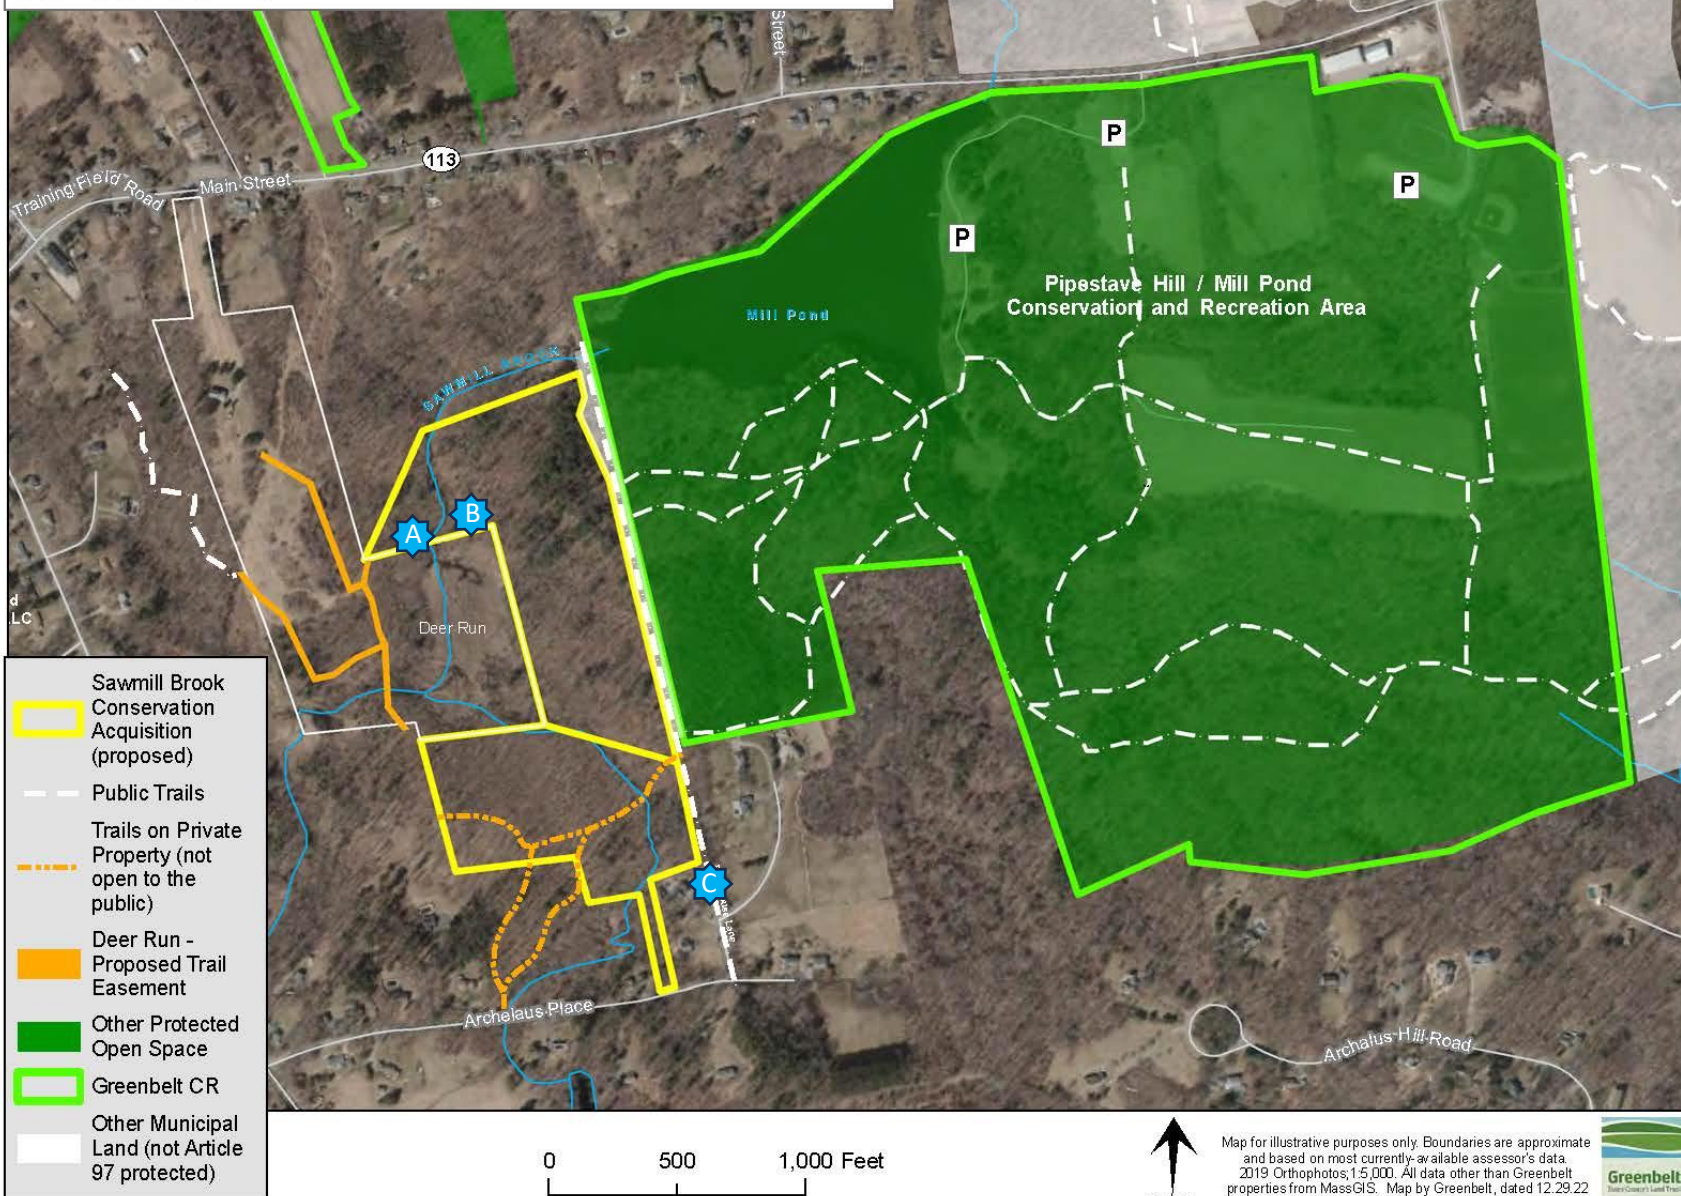 Street
113
Main Street
Training Field Road
P
P
P
Pipestave Hill / Mill Pond
Conservation and Recreation Area
Mill Pond
SAWMILL BROOK
A
B
Deer Run
d
LC
C
Lane
Archelaus Place
Archalus Hill Road
Sawmill Brook
Conservation
Acquisition
(proposed)
Public Trails
Trails on Private
Property (not
open to the
public)
Deer Run -
Proposed Trail
Easement
Other Protected
Open Space
Greenbelt CR
Other Municipal
Land (not Article
97 protected)
0 500 1,000 Feet
Map for illustrative purposes only. Boundaries are approximate
and based on most currently-available assessor's data.
2019 Orthophotos; 1:5,000. All data other than Greenbelt
properties from MassGIS. Map by Greenbelt, dated 12.29.22
Greenbelt